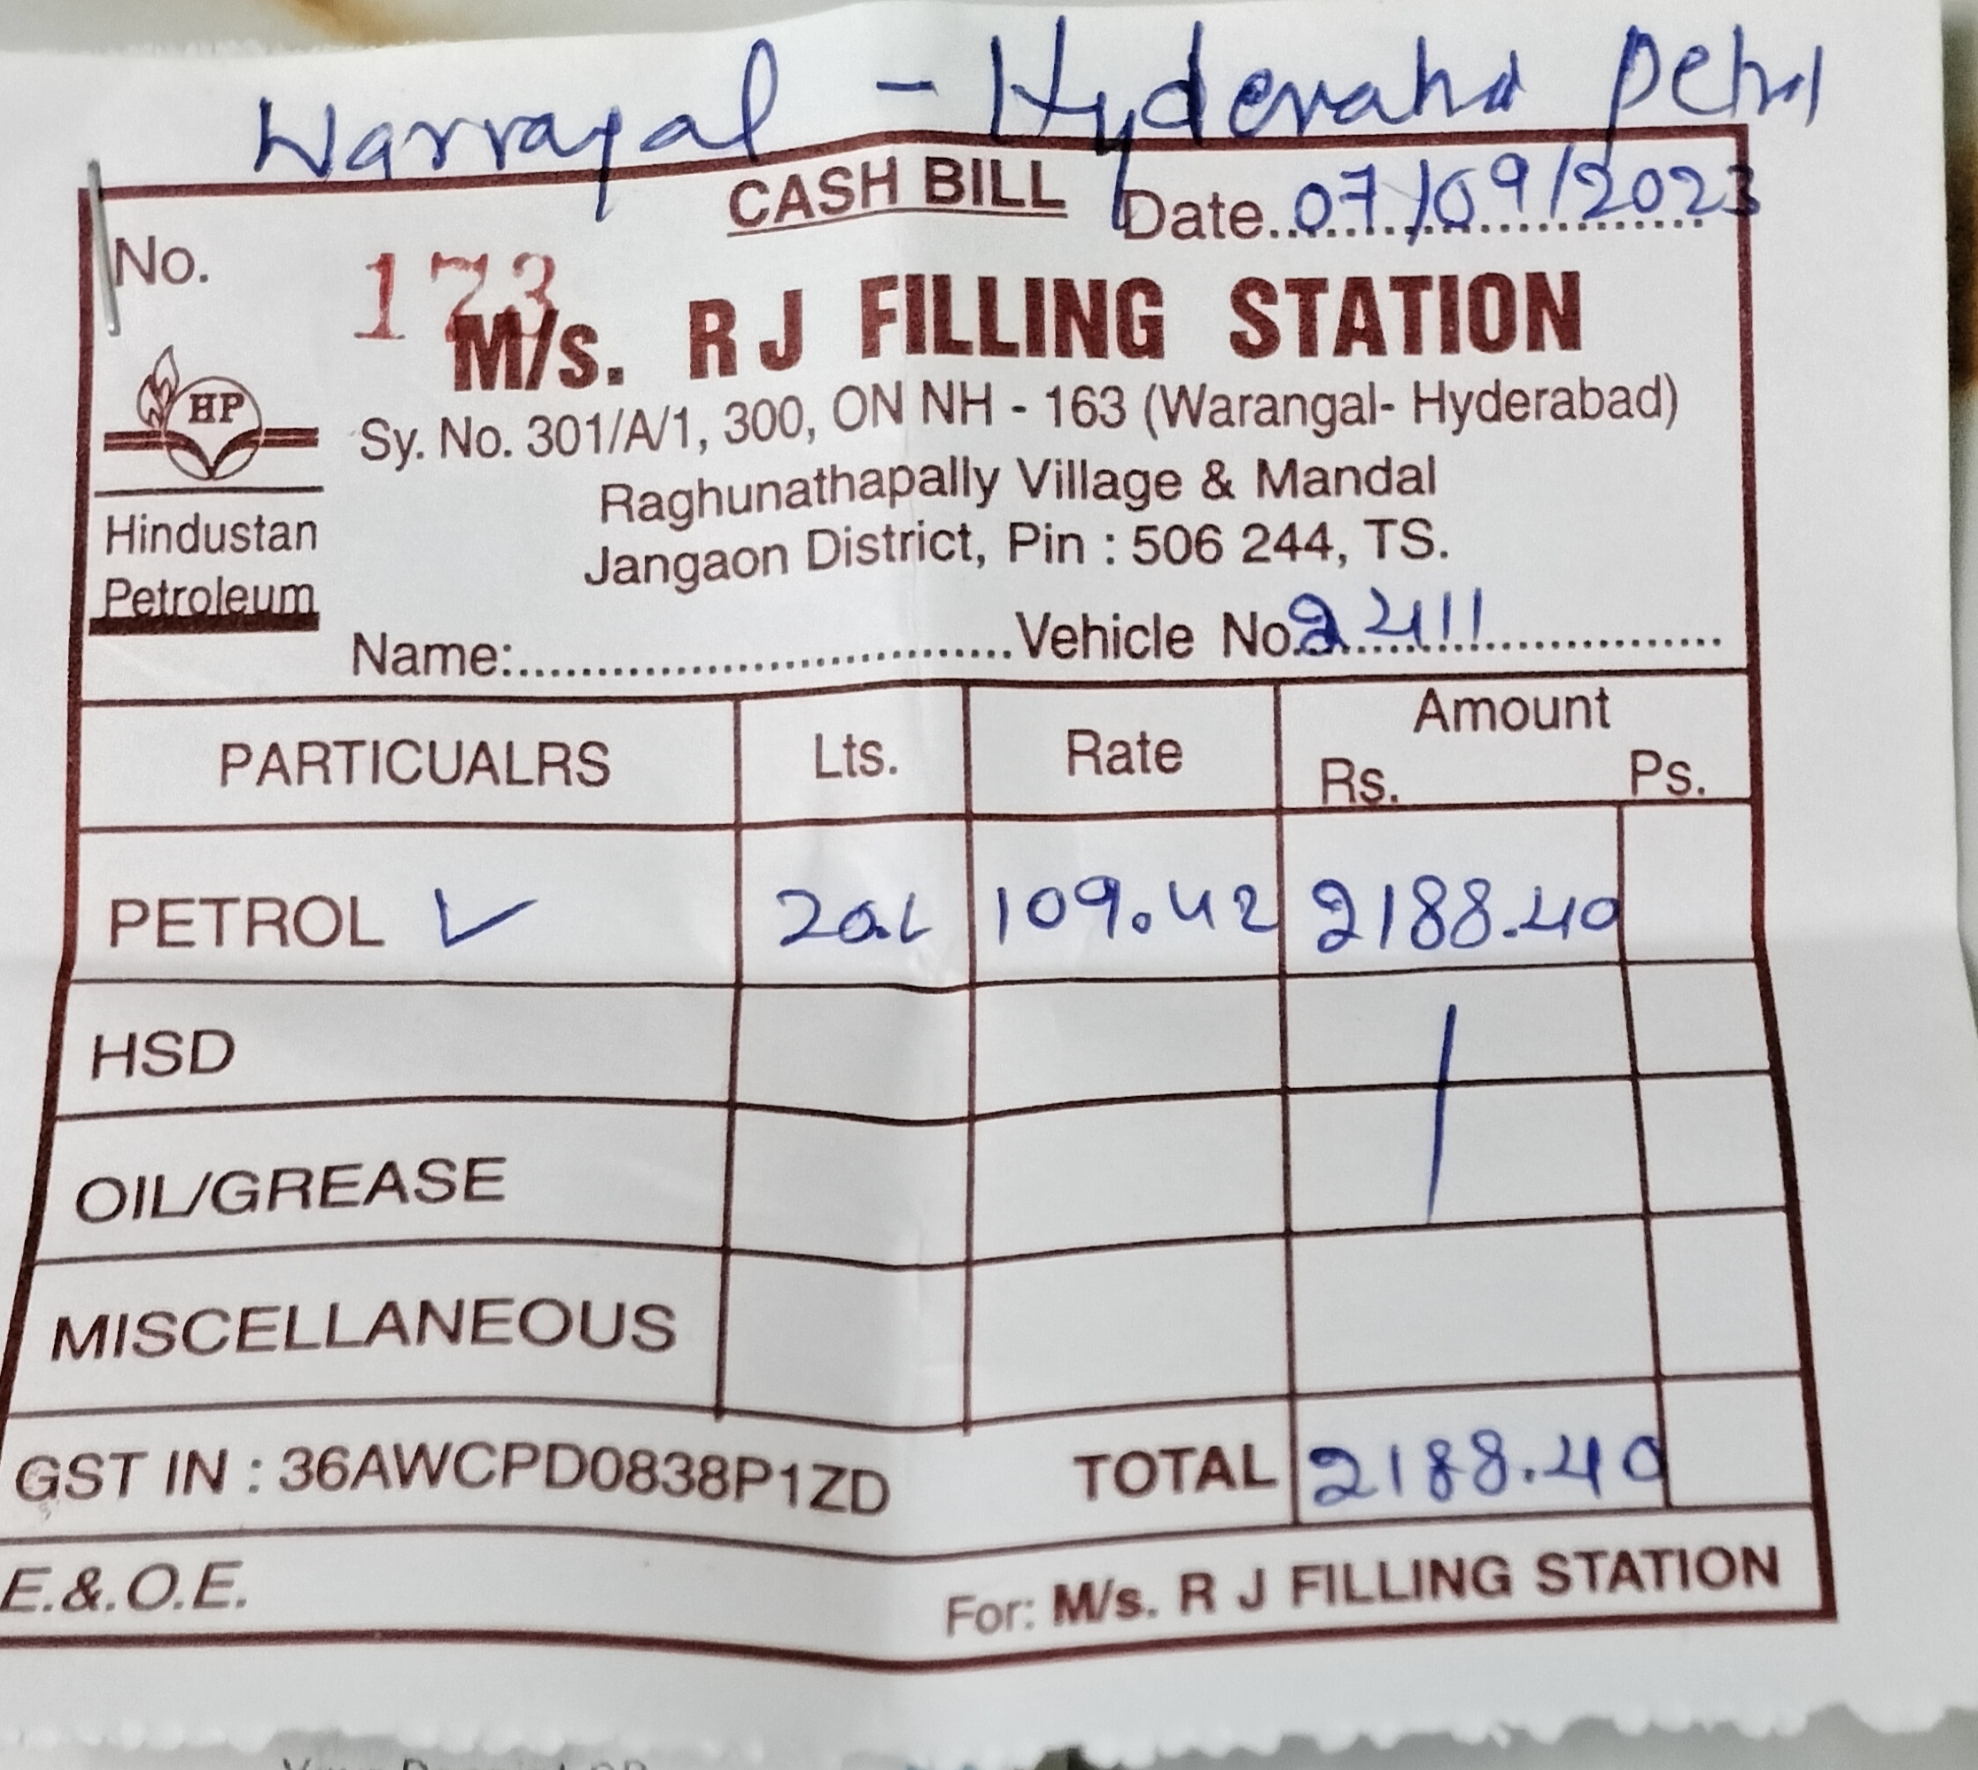 Warrayal - Hyderabad petrol
CASH BILL
Date 07/09/2023
No. 173
M/s. R J FILLING STATION
HP
Hindustan
Petroleum
Sy. No. 301/A/1, 300, ON NH - 163 (Warangal- Hyderabad)
Raghunathapally Village & Mandal
Jangaon District, Pin : 506 244, TS.
Name: Vehicle No. 2411
PARTICUALRS Lts. Rate Amount
Rs. Ps.
PETROL ✓ 20.L 109.42 2188.40
HSD
OIL/GREASE
MISCELLANEOUS
GST IN : 36AWCPD0838P1ZD TOTAL 2188.40
E.&.O.E. For: M/s. R J FILLING STATION